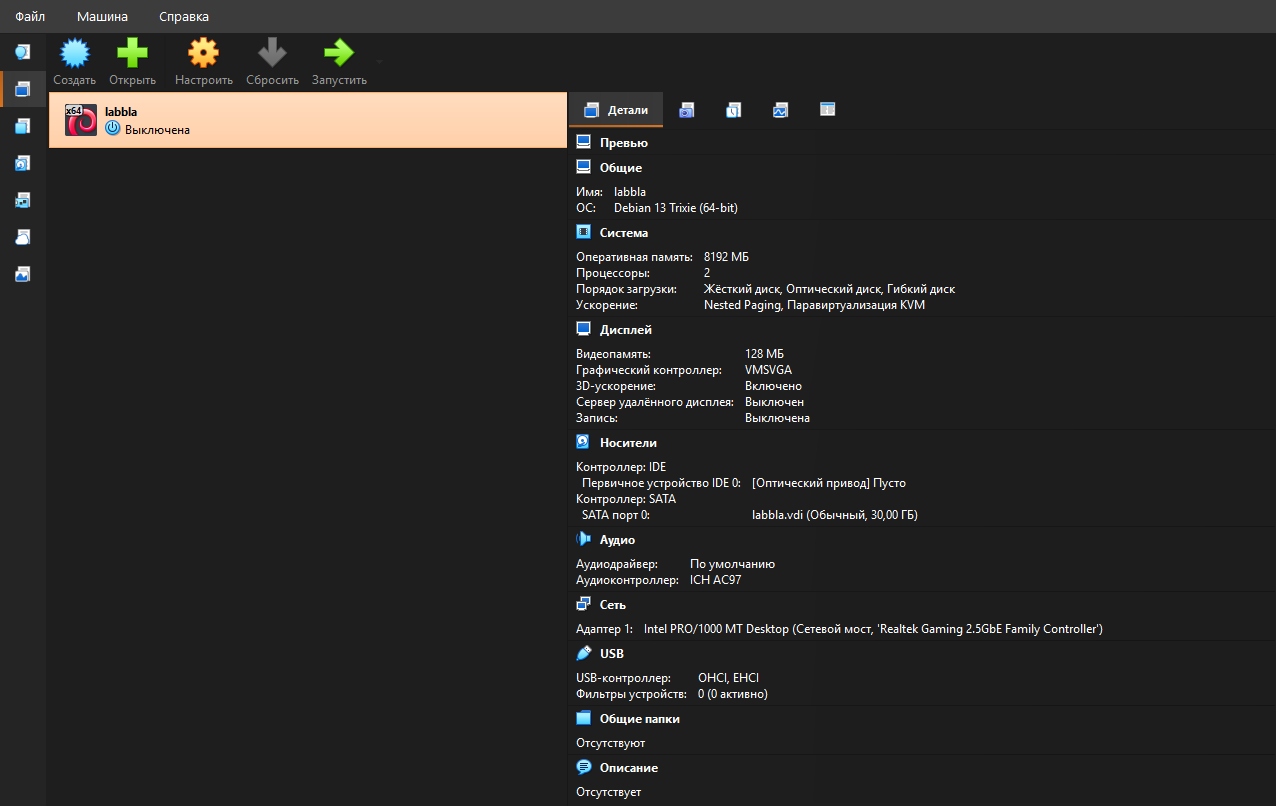 Файл Машина Справка
Создать Открыть Настроить Сбросить Запустить
x64
labbla
Выключена
Детали
Превью
Общие
Имя: labbla
ОС: Debian 13 Trixie (64-bit)
Система
Оперативная память: 8192 МБ
Процессоры: 2
Порядок загрузки: Жёсткий диск, Оптический диск, Гибкий диск
Ускорение: Nested Paging, Паравиртуализация KVM
Дисплей
Видеопамять: 128 МБ
Графический контроллер: VMSVGA
3D-ускорение: Включено
Сервер удалённого дисплея: Выключен
Запись: Выключена
Носители
Контроллер: IDE
Первичное устройство IDE 0: [Оптический привод] Пусто
Контроллер: SATA
SATA порт 0: labbla.vdi (Обычный, 30,00 ГБ)
Аудио
Аудиодрайвер: По умолчанию
Аудиоконтроллер: ICH AC97
Сеть
Адаптер 1: Intel PRO/1000 MT Desktop (Сетевой мост, 'Realtek Gaming 2.5GbE Family Controller')
USB
USB-контроллер: OHCI, EHCI
Фильтры устройств: 0 (0 активно)
Общие папки
Отсутствуют
Описание
Отсутствует